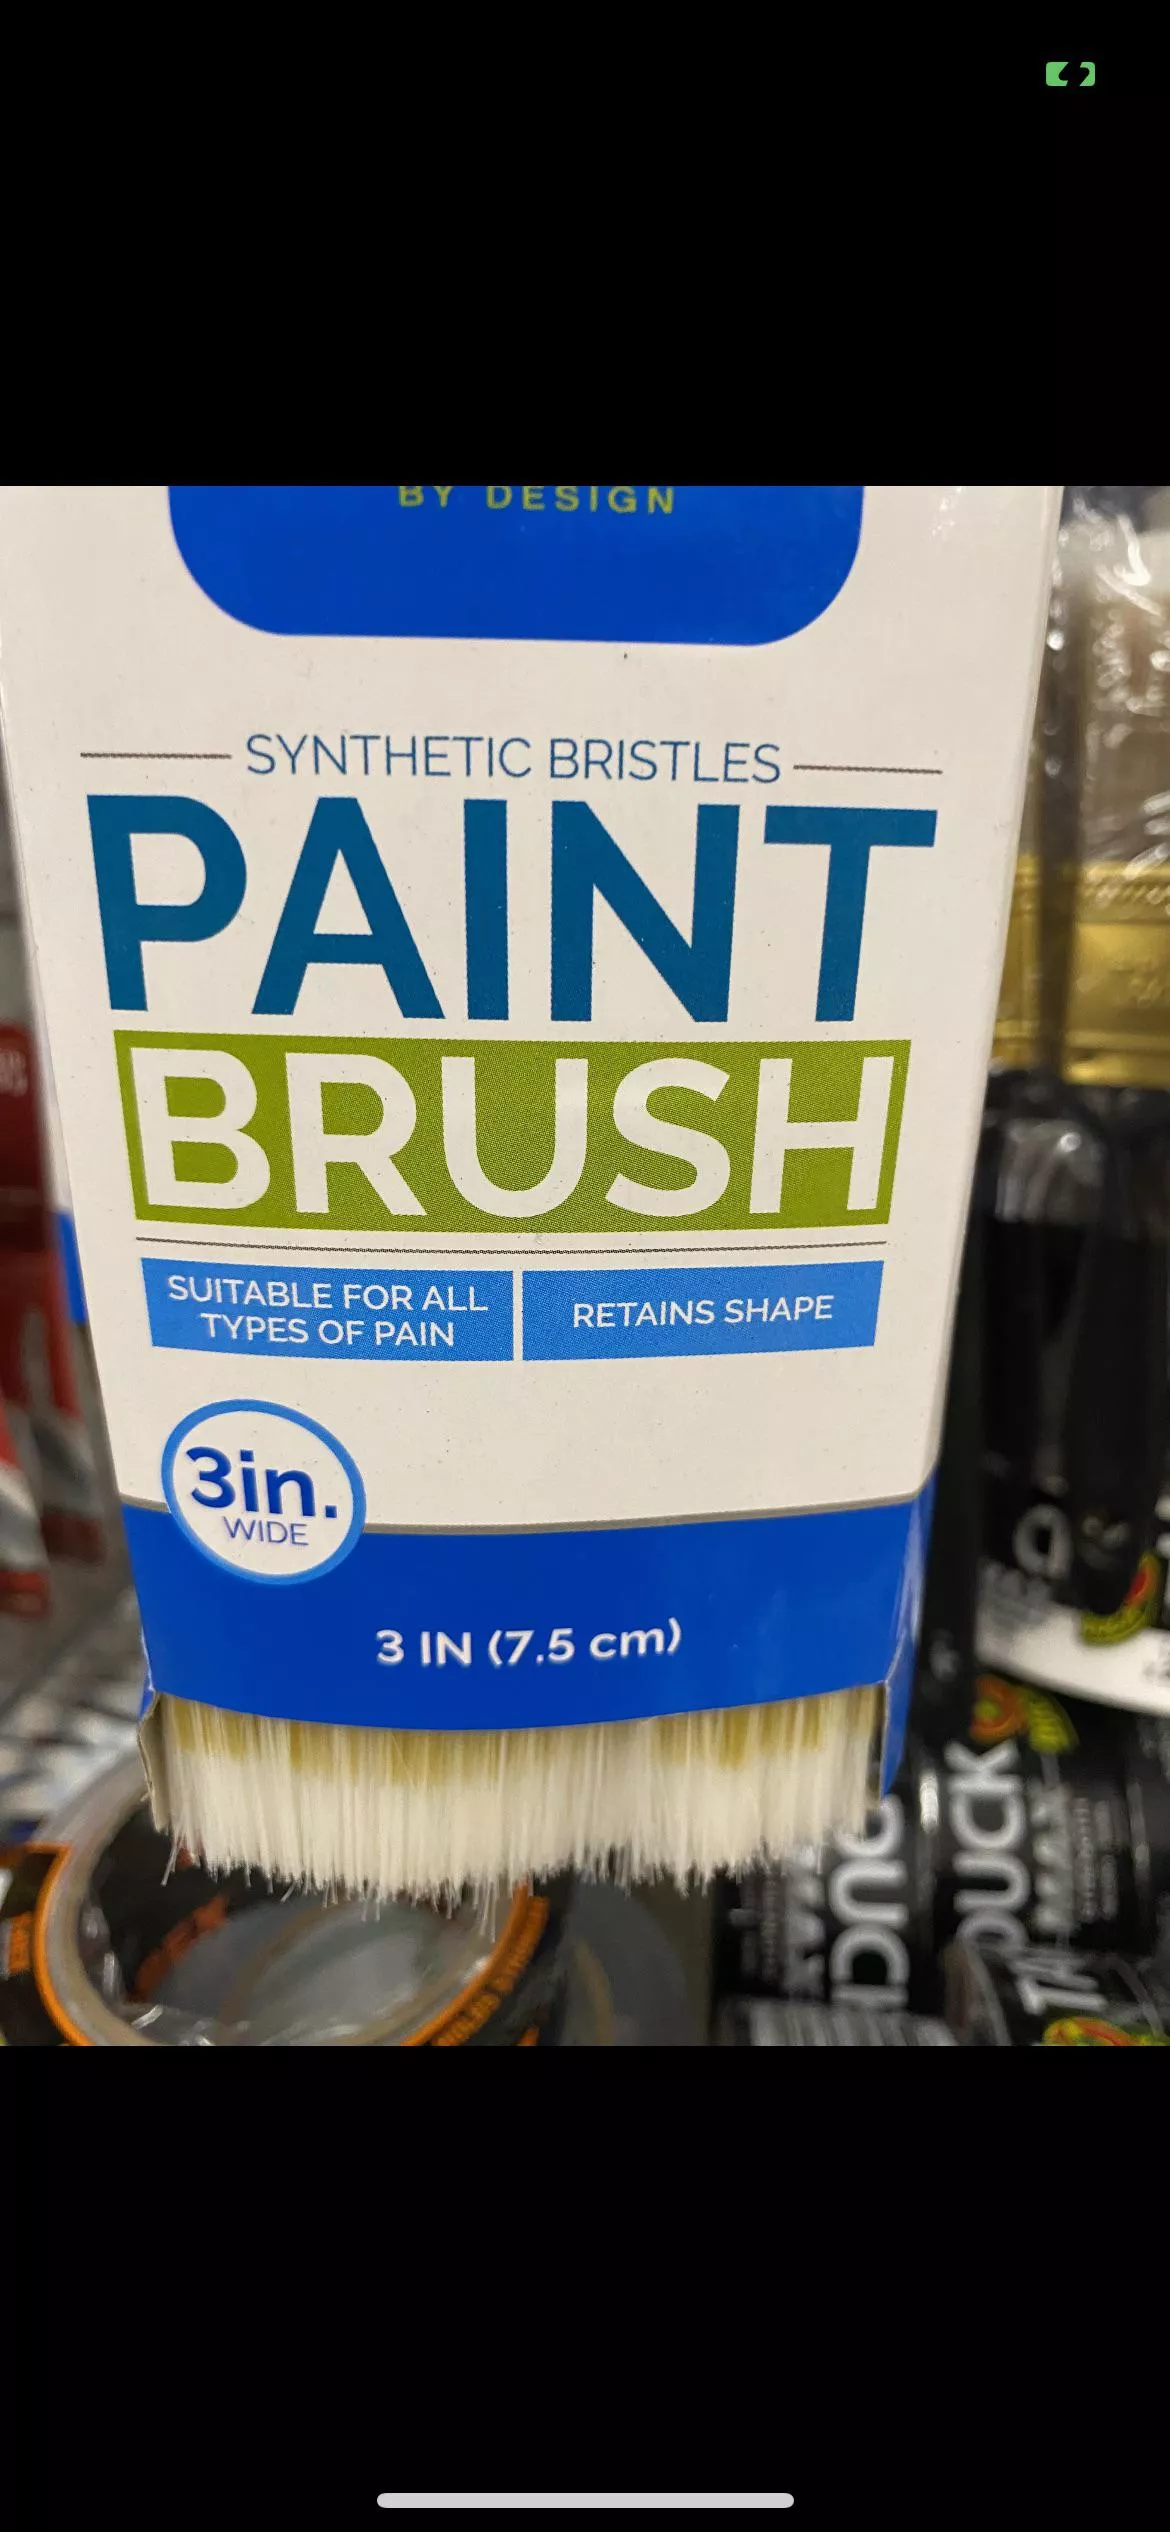 BY DESIGN
SYNTHETIC BRISTLES
PAINT
BRUSH
SUITABLE FOR ALL
TYPES OF PAIN
RETAINS SHAPE
3in.
WIDE
3 IN (7.5 cm)
DUCK